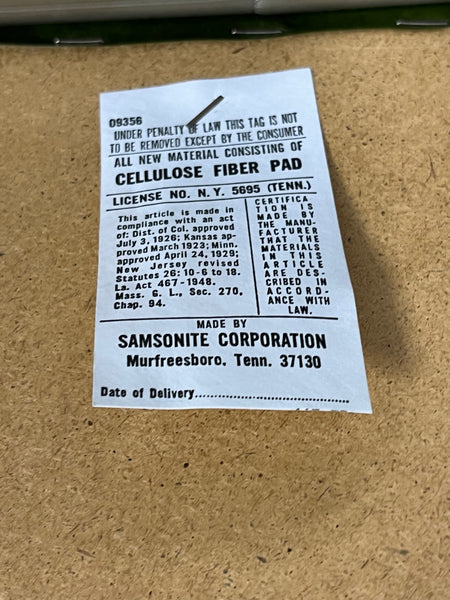 09356
UNDER PENALTY OF LAW THIS TAG IS NOT
TO BE REMOVED EXCEPT BY THE CONSUMER
ALL NEW MATERIAL CONSISTING OF
CELLULOSE FIBER PAD
LICENSE NO. N.Y. 5695 (TENN.)
This article is made in
compliance with an act
of: Dist. of Col. approved
July 3, 1926; Kansas ap-
proved March 1923; Minn.
approved April 24, 1929;
New Jersey revised
Statutes 26: 10-6 to 18.
La. Act 467-1948.
Mass. G. L., Sec. 270,
Chap. 94.
CERTIFICA-
TION IS
MADE BY
THE MANU-
FACTURER
THAT THE
MATERIALS
IN THIS
ARTICLE
ARE DES-
CRIBED IN
ACCORD-
ANCE WITH
LAW.
MADE BY
SAMSONITE CORPORATION
Murfreesboro, Tenn. 37130
Date of Delivery